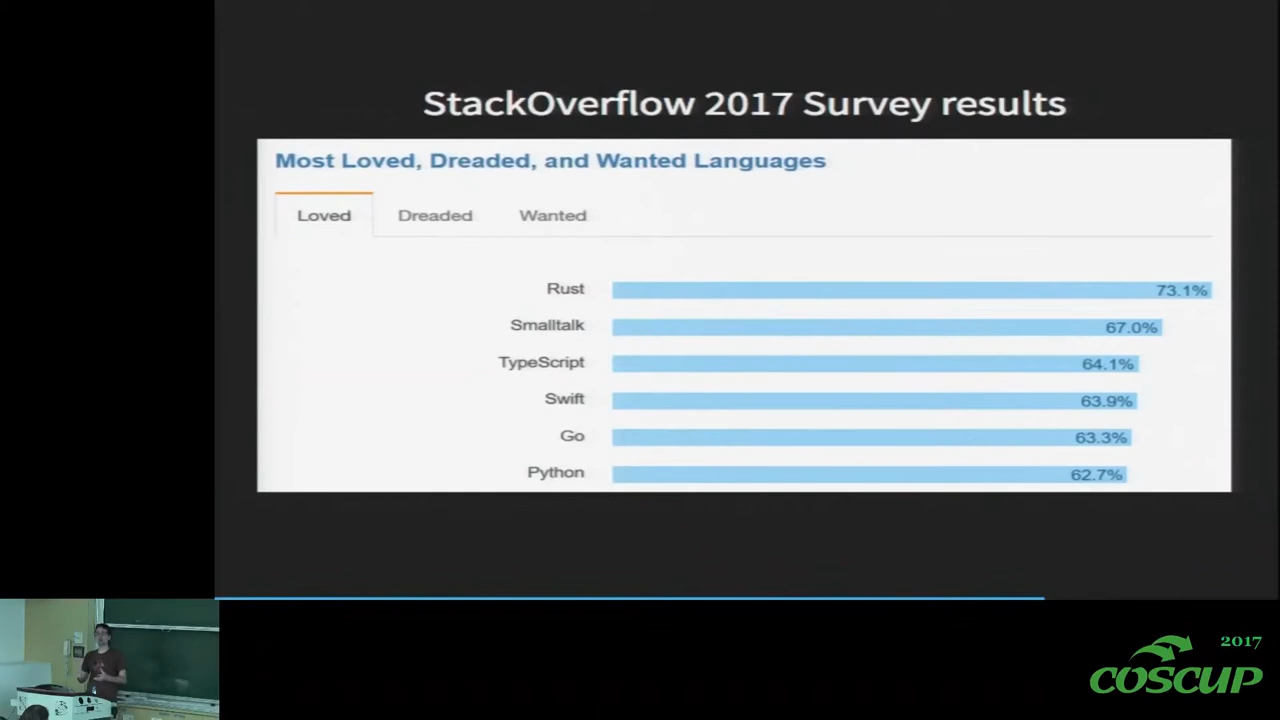 StackOverflow 2017 Survey results
Most Loved, Dreaded, and Wanted Languages
Loved Dreaded Wanted
Rust 73.1%
Smalltalk 67.0%
TypeScript 64.1%
Swift 63.9%
Go 63.3%
Python 62.7%
2017
COSCUP